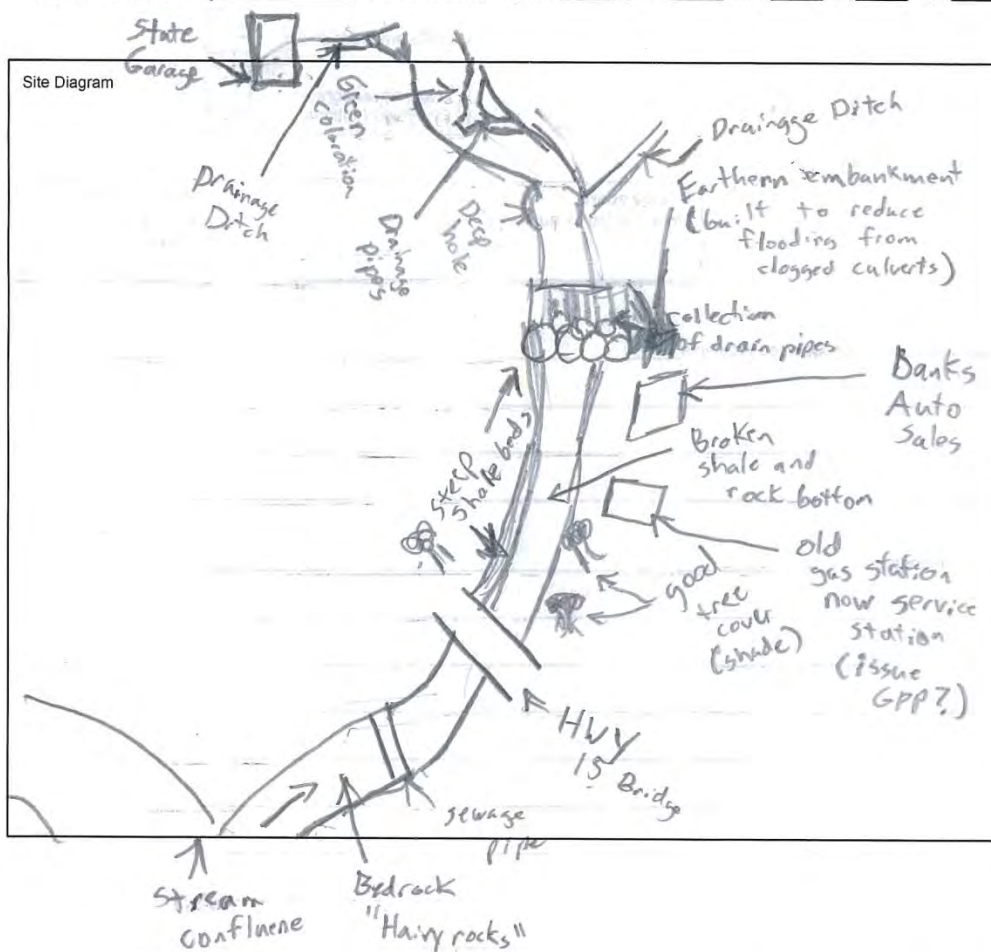 State
Garage
Site Diagram
Green
coloration
Drainage
Ditch
Drainage
pipes
Deep
hole
Draingge Ditch
Earthern embankment
(built to reduce
flooding from
clogged culverts)
collection
of drain pipes
Banks
Auto
Sales
Broken
shale and
rock bottom
Steep
shale beds
old
gas station
now service
station
(issue
GPP?)
good
tree
cover
(shade)
HWY
15 Bridge
sewage
pipe
stream
confluene
Bedrock
"Hairy rocks"